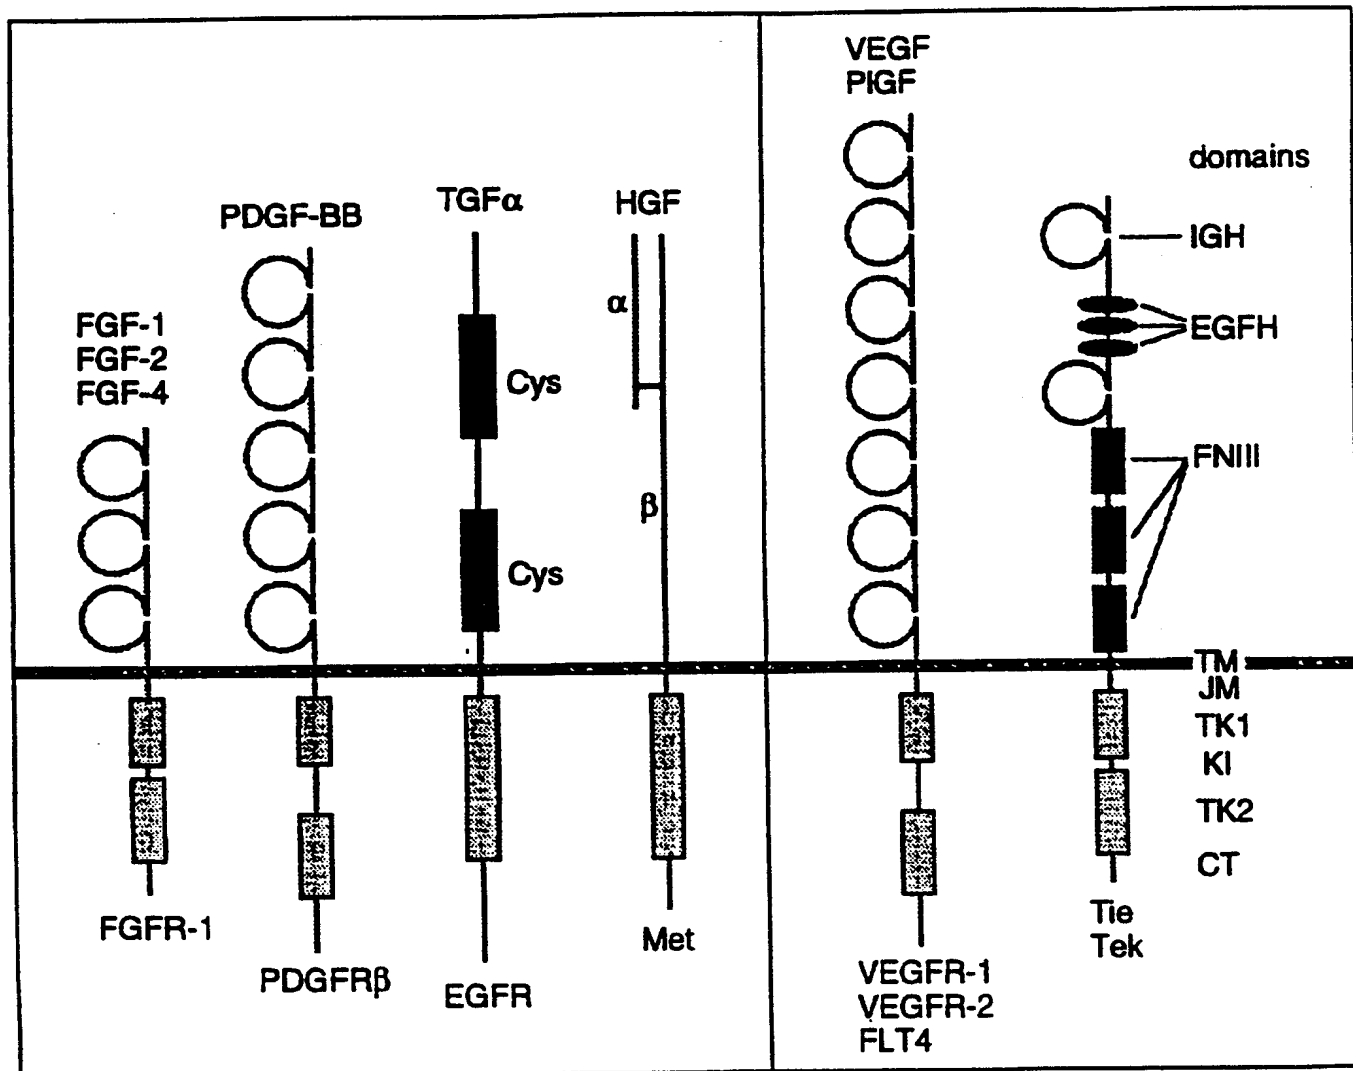 VEGF
PlGF
domains
TGFα
HGF
PDGF-BB
IGH
α
FGF-1
EGFH
FGF-2
Cys
FGF-4
FNIII
β
Cys
TM
JM
TK1
KI
TK2
CT
FGFR-1
Tie
Met
Tek
PDGFRβ
VEGFR-1
EGFR
VEGFR-2
FLT4